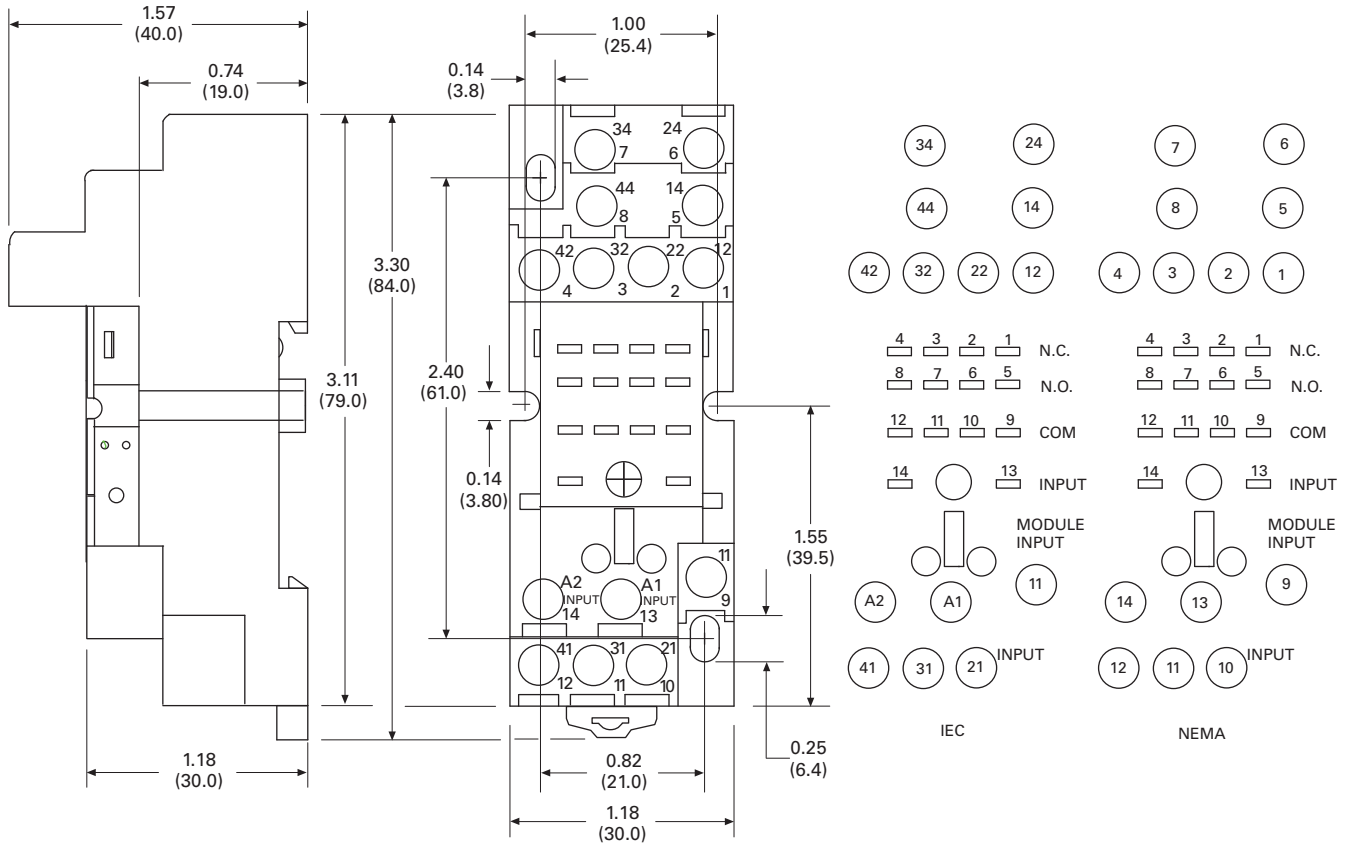 1.57
(40.0)
0.74
(19.0)
3.11
(79.0)
3.30
(84.0)
1.18
(30.0)
1.00
(25.4)
0.14
(3.8)
2.40
(61.0)
0.14
(3.80)
1.55
(39.5)
0.25
(6.4)
0.82
(21.0)
1.18
(30.0)
34 24
7 6
44 14
8 5
42 32 22 12
4 3 2 1
11
A2 A1
INPUT INPUT
14 13
9
41 31 21
12 11 10
34 24
44 14
42 32 22 12
4 3 2 1 N.C.
8 7 6 5 N.O.
12 11 10 9 COM
14 13 INPUT
MODULE
INPUT
11
A2 A1
41 31 21 INPUT
IEC
7 6
8 5
4 3 2 1
4 3 2 1 N.C.
8 7 6 5 N.O.
12 11 10 9 COM
14 13 INPUT
MODULE
INPUT
9
14 13
12 11 10 INPUT
NEMA